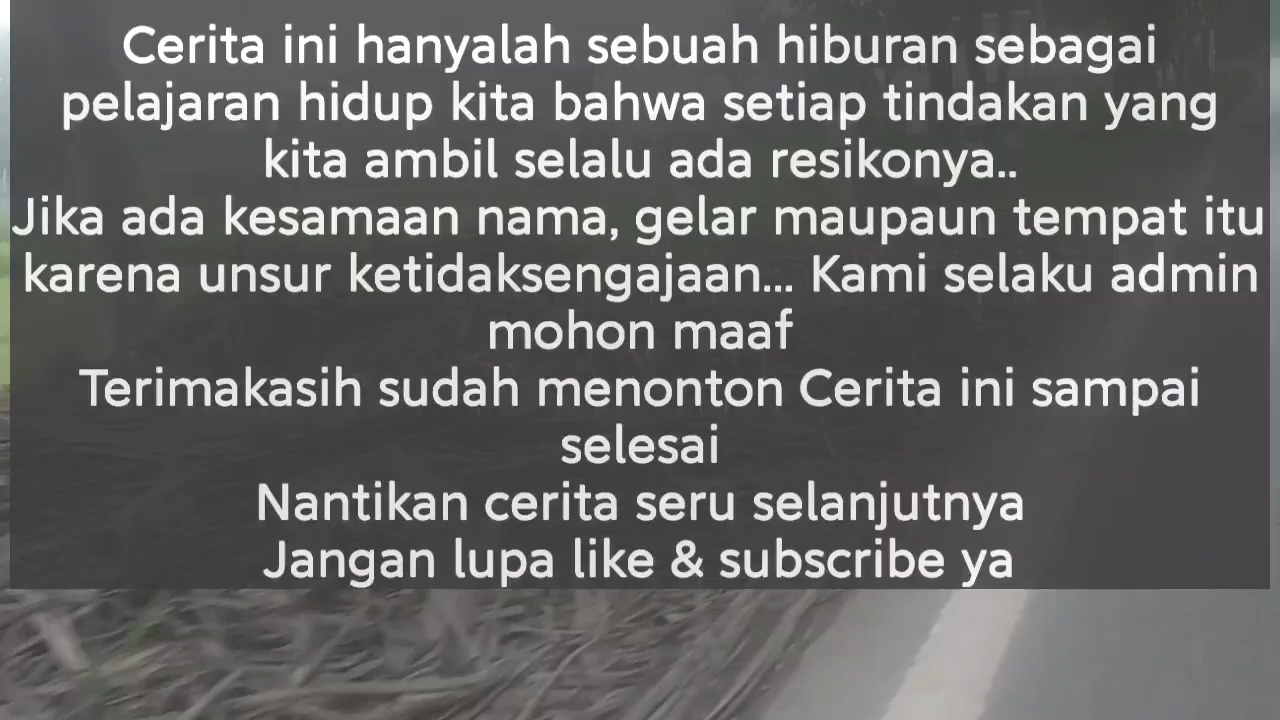 Cerita ini hanyalah sebuah hiburan sebagai
pelajaran hidup kita bahwa setiap tindakan yang
kita ambil selalu ada resikonya..
Jika ada kesamaan nama, gelar maupaun tempat itu
karena unsur ketidaksengajaan... Kami selaku admin
mohon maaf
Terimakasih sudah menonton Cerita ini sampai
selesai
Nantikan cerita seru selanjutnya
Jangan lupa like & subscribe ya